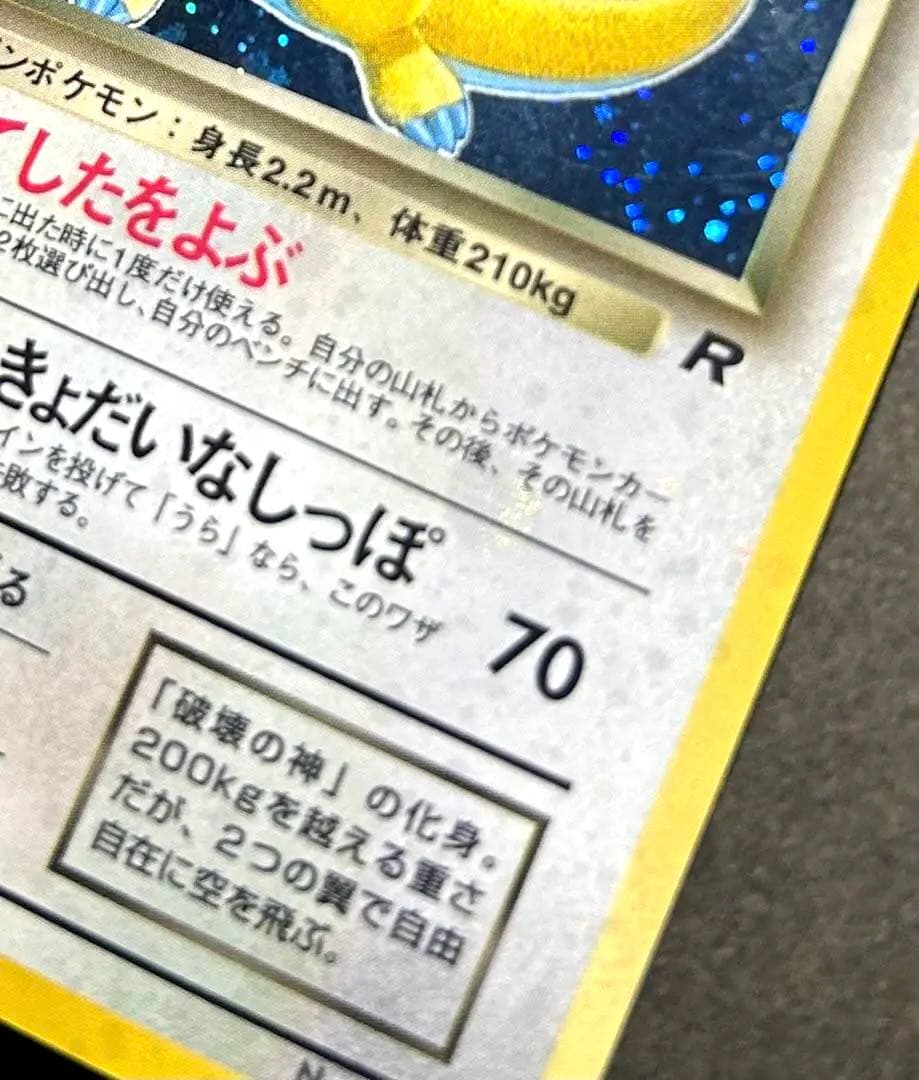 ンポケモン：身長2.2m、体重210kg
R
てしたをよぶ
に出た時に1度だけ使える。自分の山札からポケモンカー
2枚選び出し、自分のベンチに出す。その後、その山札を
きょだいなしっぽ
70
インを投げて「うら」なら、このワザ
敗する。
る
「破壊の神」の化身。
200kgを越える重さ
だが、2つの翼で自由
自在に空を飛ぶ。
N